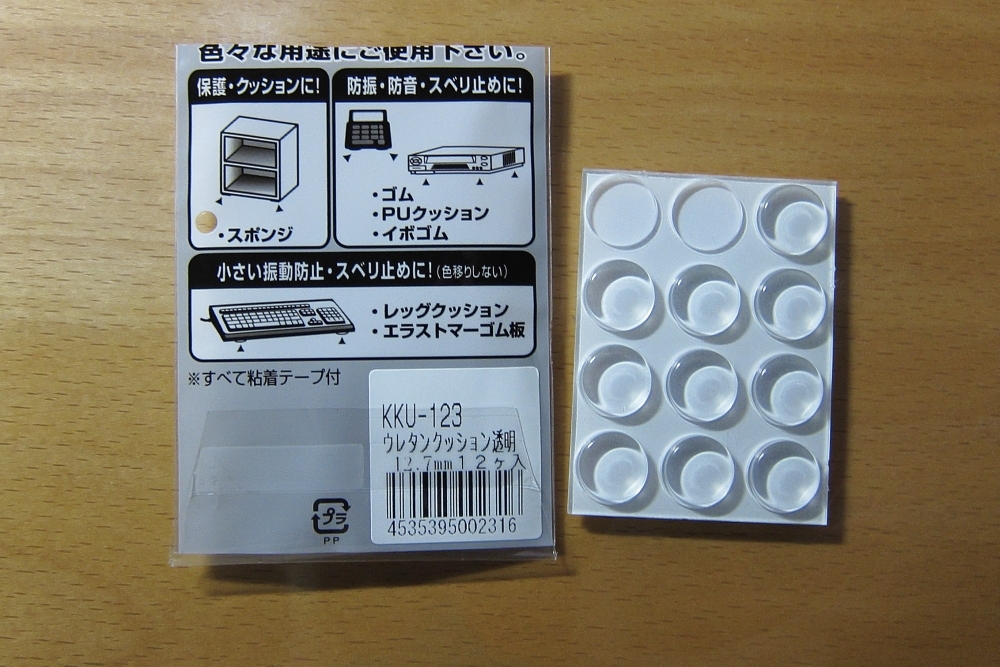 色々な用途にご使用下さい。
保護・クッションに!
・スポンジ
防振・防音・スベリ止めに!
・ゴム
・PUクッション
・イボゴム
小さい振動防止・スベリ止めに!(色移りしない)
・レッグクッション
・エラストマーゴム板
※すべて粘着テープ付
KKU-123
ウレタンクッション透明
12.7mm12ヶ入
4535395002316
プラ
PP